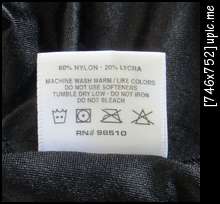 80% NYLON - 20% LYCRA
MACHINE WASH WARM / LIKE COLORS
DO NOT USE SOFTENERS
TUMBLE DRY LOW - DO NOT IRON
DO NOT BLEACH
RN# 98510
[746x752]upic.me